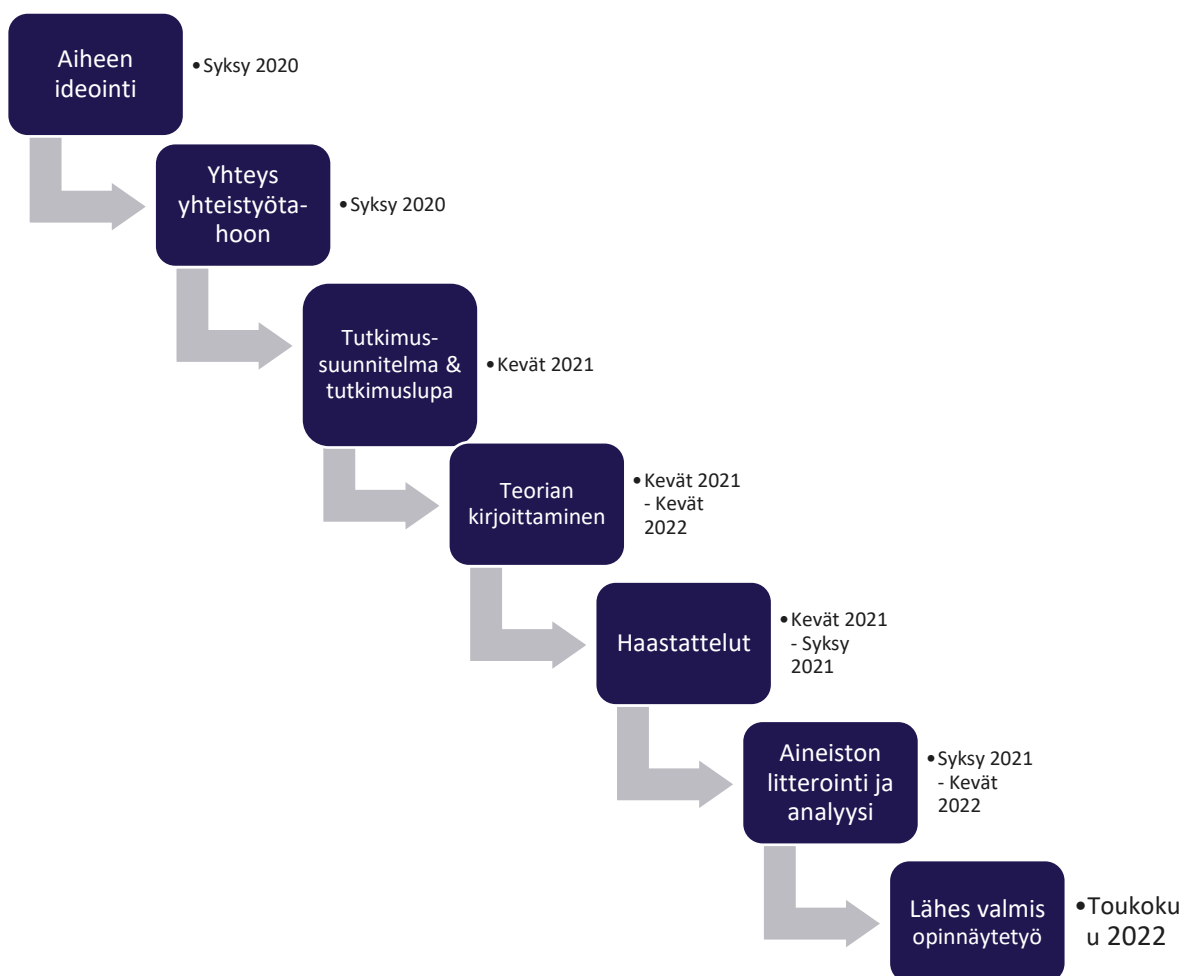 Aiheen
ideointi
•Syksy 2020
Yhteys
yhteistyöta-
hoon
•Syksy 2020
Tutkimus-
suunnitelma &
tutkimuslupa
•Kevät 2021
Teorian
kirjoittaminen
•Kevät 2021
- Kevät
2022
Haastattelut
•Kevät 2021
- Syksy
2021
Aineiston
litterointi ja
analyysi
•Syksy 2021
- Kevät
2022
Lähes valmis
opinnäytetyö
•Toukoku
u 2022